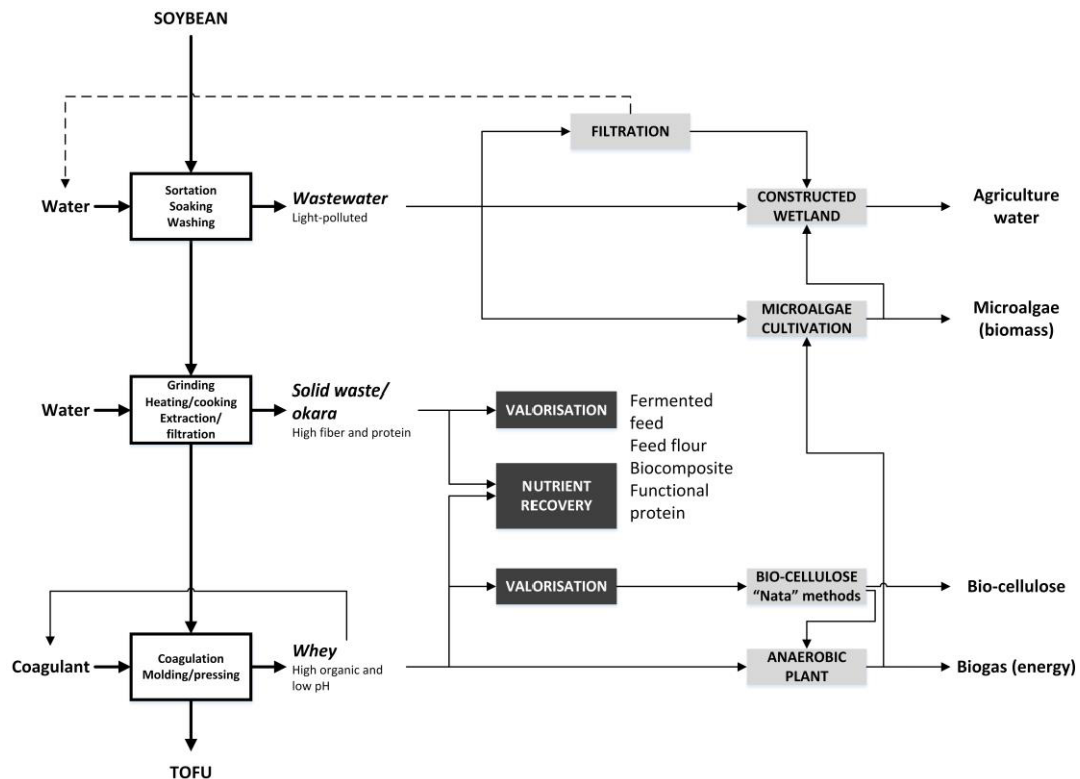 SOYBEAN
FILTRATION
Water
Sortation
Soaking
Washing
Wastewater
Light-polluted
CONSTRUCTED
WETLAND
Agriculture
water
MICROALGAE
CULTIVATION
Microalgae
(biomass)
Water
Grinding
Heating/cooking
Extraction/
filtration
Solid waste/
okara
High fiber and protein
VALORISATION
NUTRIENT
RECOVERY
Fermented
feed
Feed flour
Biocomposite
Functional
protein
VALORISATION
BIO-CELLULOSE
“Nata” methods
Bio-cellulose
Coagulant
Coagulation
Molding/pressing
Whey
High organic and
low pH
ANAEROBIC
PLANT
Biogas (energy)
TOFU